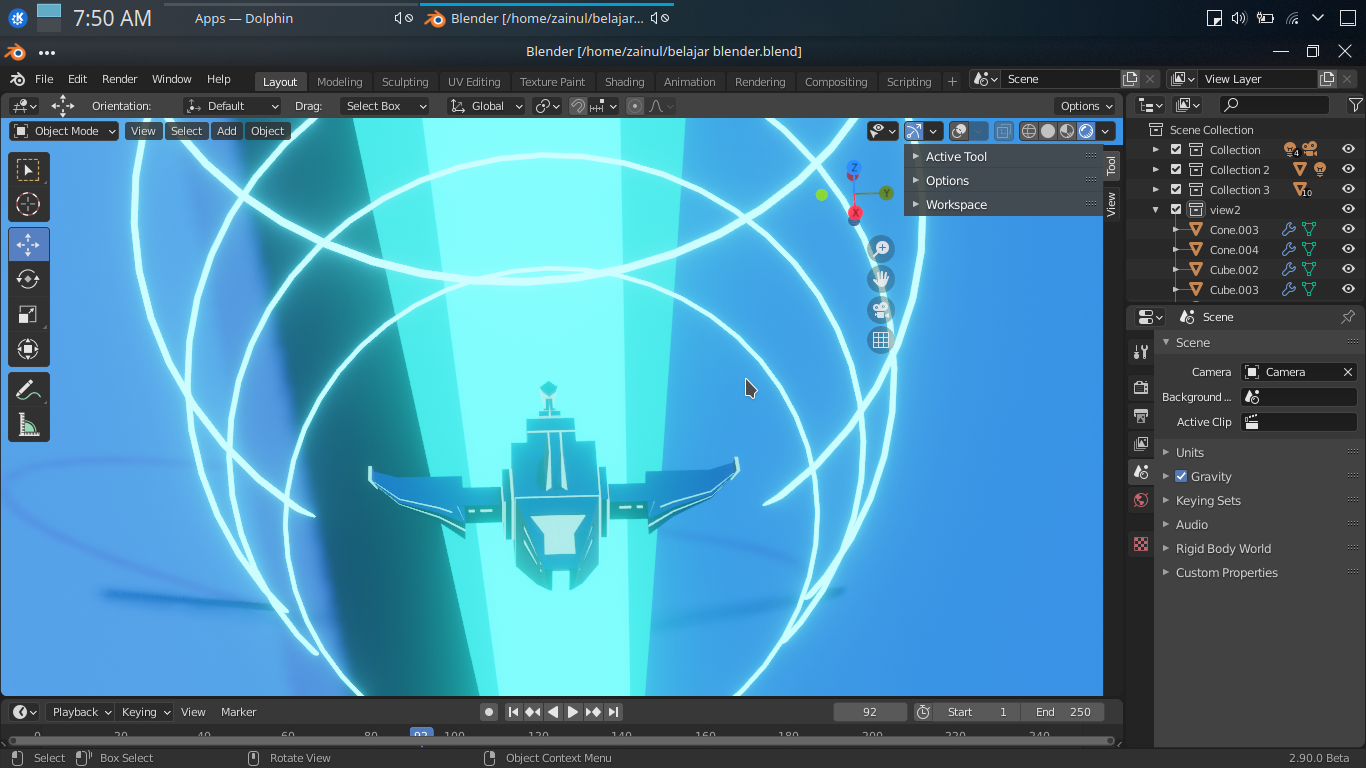 7:50 AM
Apps — Dolphin
Blender [/home/zainul/belajar...
Blender [/home/zainul/belajar blender.blend]
File Edit Render Window Help
Layout Modeling Sculpting UV Editing Texture Paint Shading Animation Rendering Compositing Scripting +
Scene
View Layer
Orientation: Default Drag: Select Box Global Options
Object Mode View Select Add Object
Active Tool
Options
Workspace
Tool
View
Z
Y
X
Scene Collection
Collection 4
Collection 2
Collection 3 10
view2
Cone.003
Cone.004
Cube.002
Cube.003
Scene
Scene
Camera Camera
Background ...
Active Clip
Units
Gravity
Keying Sets
Audio
Rigid Body World
Custom Properties
Playback Keying View Marker 92 Start 1 End 250
0 20 40 60 80 92 100 120 140 160 180 200 220 240
Select Box Select Rotate View Object Context Menu 2.90.0 Beta